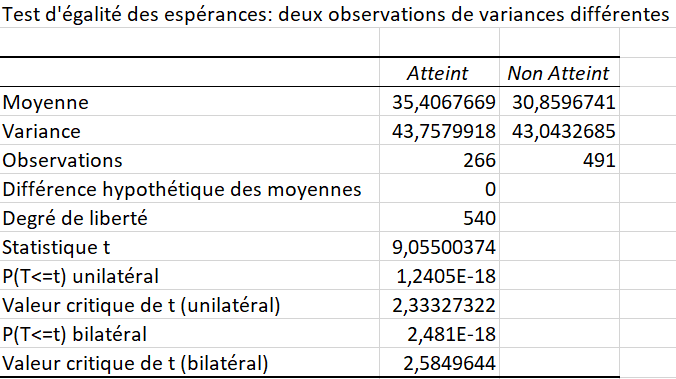 Test d'égalité des espérances: deux observations de variances différentes
Atteint Non Atteint
Moyenne 35,4067669 30,8596741
Variance 43,7579918 43,0432685
Observations 266 491
Différence hypothétique des moyennes 0
Degré de liberté 540
Statistique t 9,05500374
P(T<=t) unilatéral 1,2405E-18
Valeur critique de t (unilatéral) 2,33327322
P(T<=t) bilatéral 2,481E-18
Valeur critique de t (bilatéral) 2,5849644